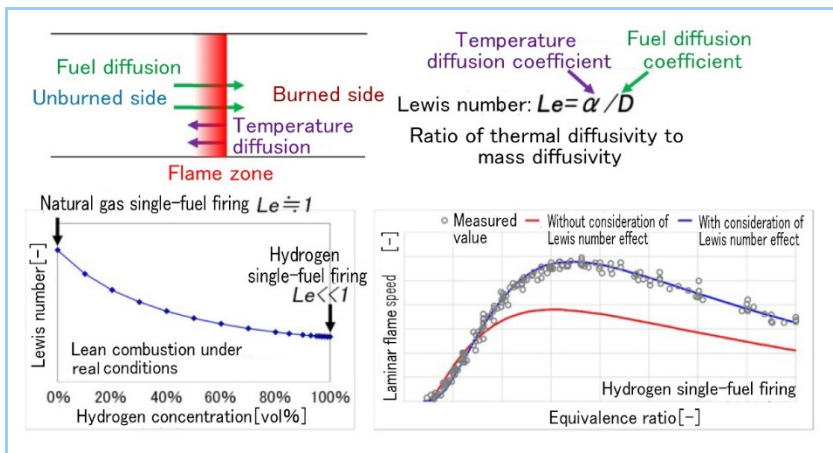 Fuel diffusion
Unburned side
Burned side
Temperature
diffusion
Flame zone
Temperature
diffusion coefficient
Fuel diffusion
coefficient
Lewis number: Le=α/D
Ratio of thermal diffusivity to
mass diffusivity
Natural gas single-fuel firing Le≒1
Hydrogen
single-fuel firing
Le<<1
Lewis number[-]
Lean combustion under
real conditions
0% 20% 40% 60% 80% 100%
Hydrogen concentration[vol%]
Measured
value
Without consideration of
Lewis number effect
With consideration of
Lewis number effect
Laminar flame speed [-]
Hydrogen single-fuel firing
Equivalence ratio[-]